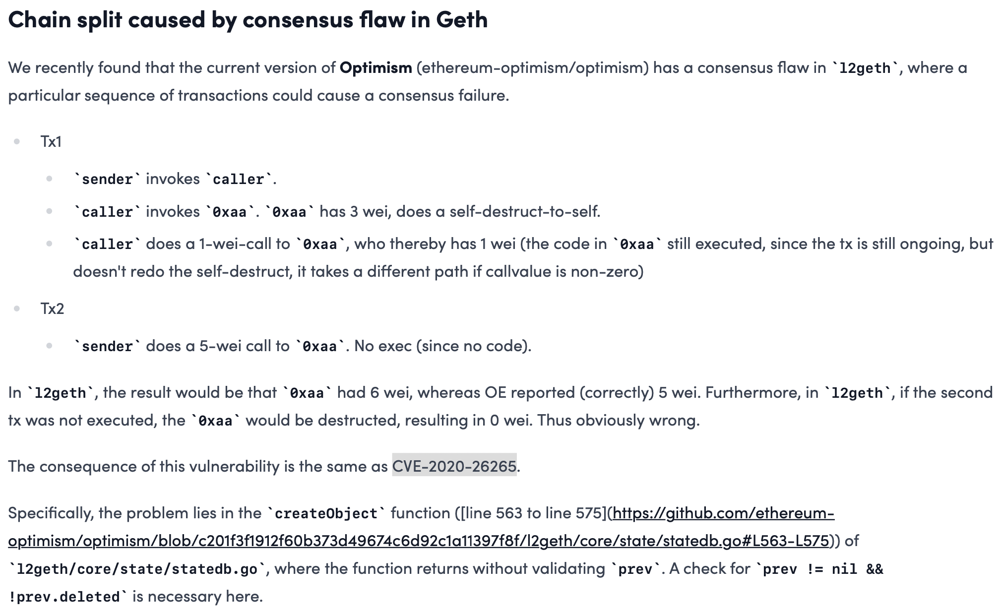 Chain split caused by consensus flaw in Geth
We recently found that the current version of Optimism (ethereum-optimism/optimism) has a consensus flaw in `l2geth`, where a
particular sequence of transactions could cause a consensus failure.
Tx1
`sender` invokes `caller`.
`caller` invokes `0xaa`. `0xaa` has 3 wei, does a self-destruct-to-self.
`caller` does a 1-wei-call to `0xaa`, who thereby has 1 wei (the code in `0xaa` still executed, since the tx is still ongoing, but
doesn't redo the self-destruct, it takes a different path if callvalue is non-zero)
Tx2
`sender` does a 5-wei call to `0xaa`. No exec (since no code).
In `l2geth`, the result would be that `0xaa` had 6 wei, whereas OE reported (correctly) 5 wei. Furthermore, in `l2geth`, if the second
tx was not executed, the `0xaa` would be destructed, resulting in 0 wei. Thus obviously wrong.
The consequence of this vulnerability is the same as CVE-2020-26265.
Specifically, the problem lies in the `createObject` function ([line 563 to line 575](https://github.com/ethereum-
optimism/optimism/blob/c201f3f1912f60b373d49674c6d92c1a11397f8f/l2geth/core/state/statedb.go#L563-L575)) of
`l2geth/core/state/statedb.go`, where the function returns without validating `prev`. A check for `prev != nil &&
!prev.deleted` is necessary here.